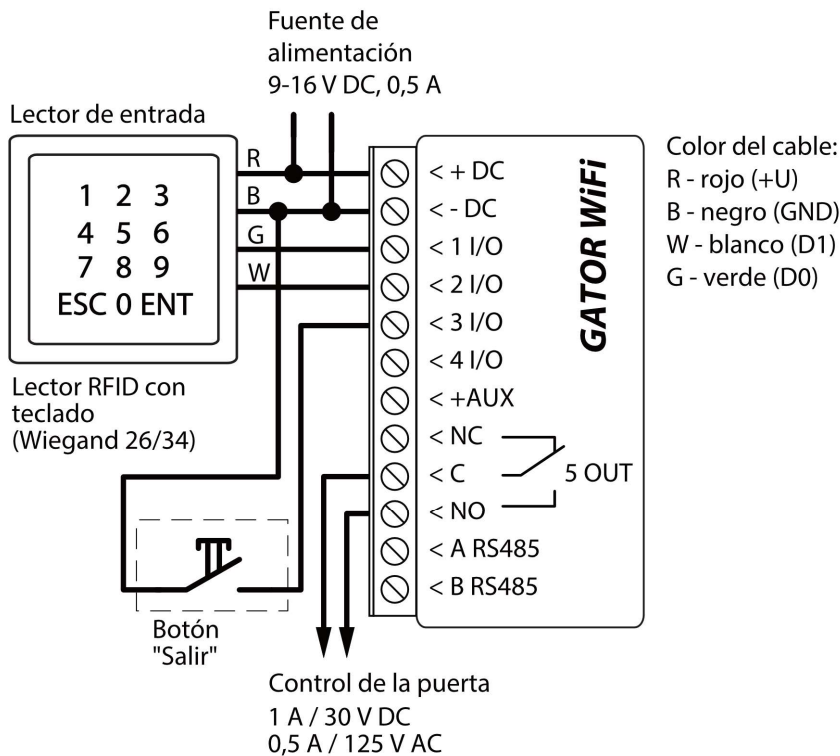 Fuente de
alimentación
9-16 V DC, 0,5 A
Lector de entrada
1 2 3
4 5 6
7 8 9
ESC 0 ENT
R
B
G
W
Lector RFID con
teclado
(Wiegand 26/34)
< + DC
< - DC
< 1 I/O
< 2 I/O
< 3 I/O
< 4 I/O
< +AUX
< NC
< C
5 OUT
< NO
< A RS485
< B RS485
GATOR WiFi
Color del cable:
R - rojo (+U)
B - negro (GND)
W - blanco (D1)
G - verde (D0)
Botón
"Salir"
Control de la puerta
1 A / 30 V DC
0,5 A / 125 V AC